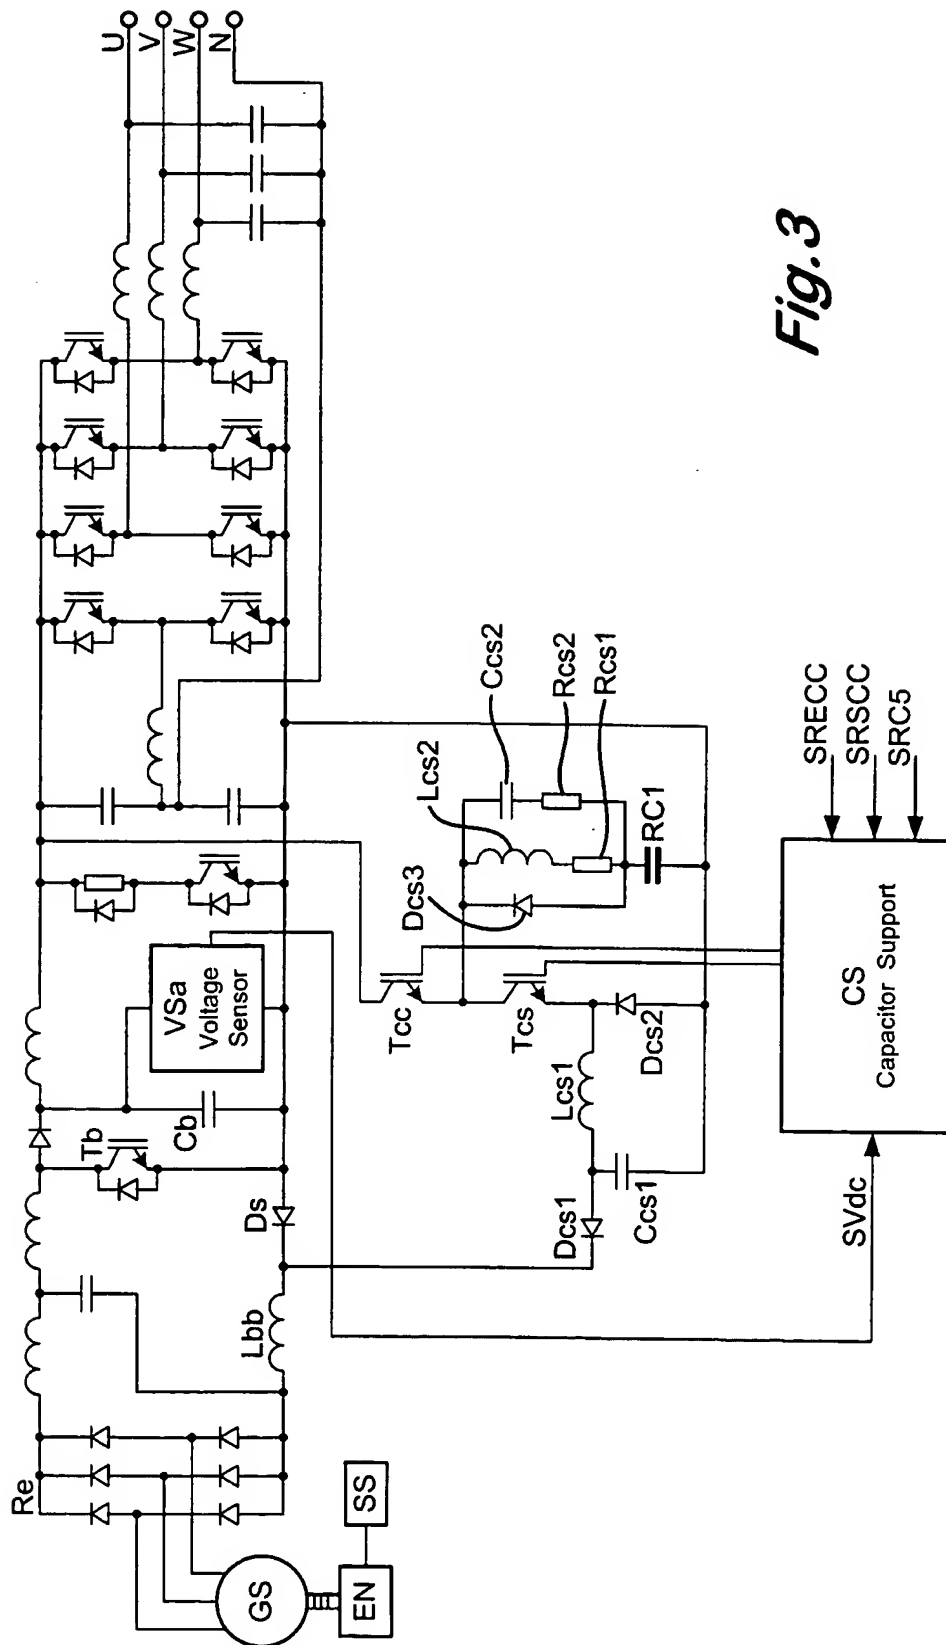 U
V
W
N
Re
GS
EN
SS
Lbb
Ds
Tb
Cb
VSa
Voltage
Sensor
Tcc
Tcs
Dcs3
Lcs2
Ccs2
Rcs2
Rcs1
RC1
Lcs1
Dcs2
Dcs1
Ccs1
SVdc
CS
Capacitor Support
SRECC
SRSCC
SRC5
Fig.3